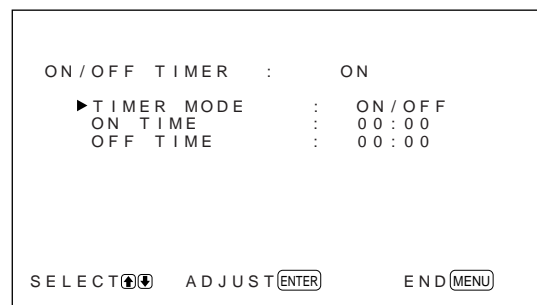 ON/OFF TIMER : ON
▶TIMER MODE : ON/OFF
ON TIME : 00:00
OFF TIME : 00:00
SELECT⬆⬇ ADJUST ENTER END MENU